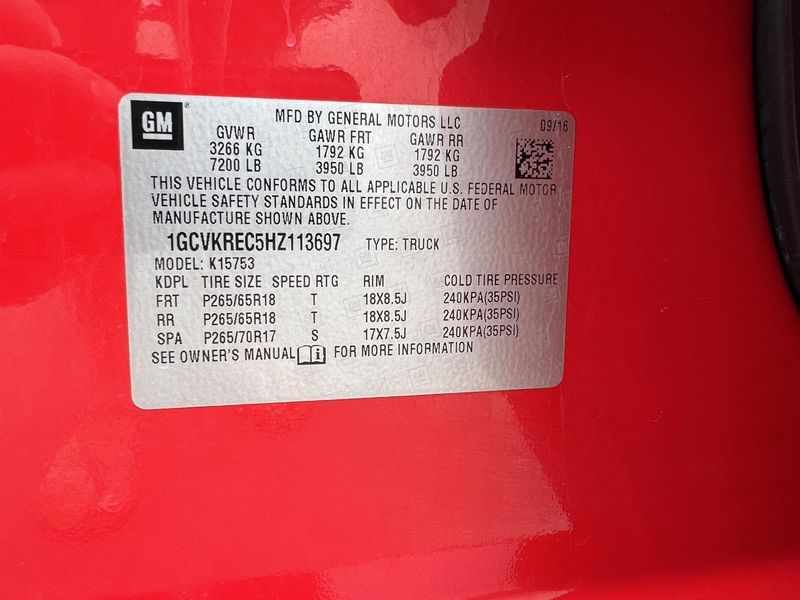 GM
MFD BY GENERAL MOTORS LLC 09/16
GVWR GAWR FRT GAWR RR
3266 KG 1792 KG 1792 KG
7200 LB 3950 LB 3950 LB
THIS VEHICLE CONFORMS TO ALL APPLICABLE U.S. FEDERAL MOTOR
VEHICLE SAFETY STANDARDS IN EFFECT ON THE DATE OF
MANUFACTURE SHOWN ABOVE.
1GCVKREC5HZ113697 TYPE: TRUCK
MODEL: K15753
KDPL TIRE SIZE SPEED RTG RIM COLD TIRE PRESSURE
FRT P265/65R18 T 18X8.5J 240KPA(35PSI)
RR P265/65R18 T 18X8.5J 240KPA(35PSI)
SPA P265/70R17 S 17X7.5J 240KPA(35PSI)
SEE OWNER'S MANUAL FOR MORE INFORMATION